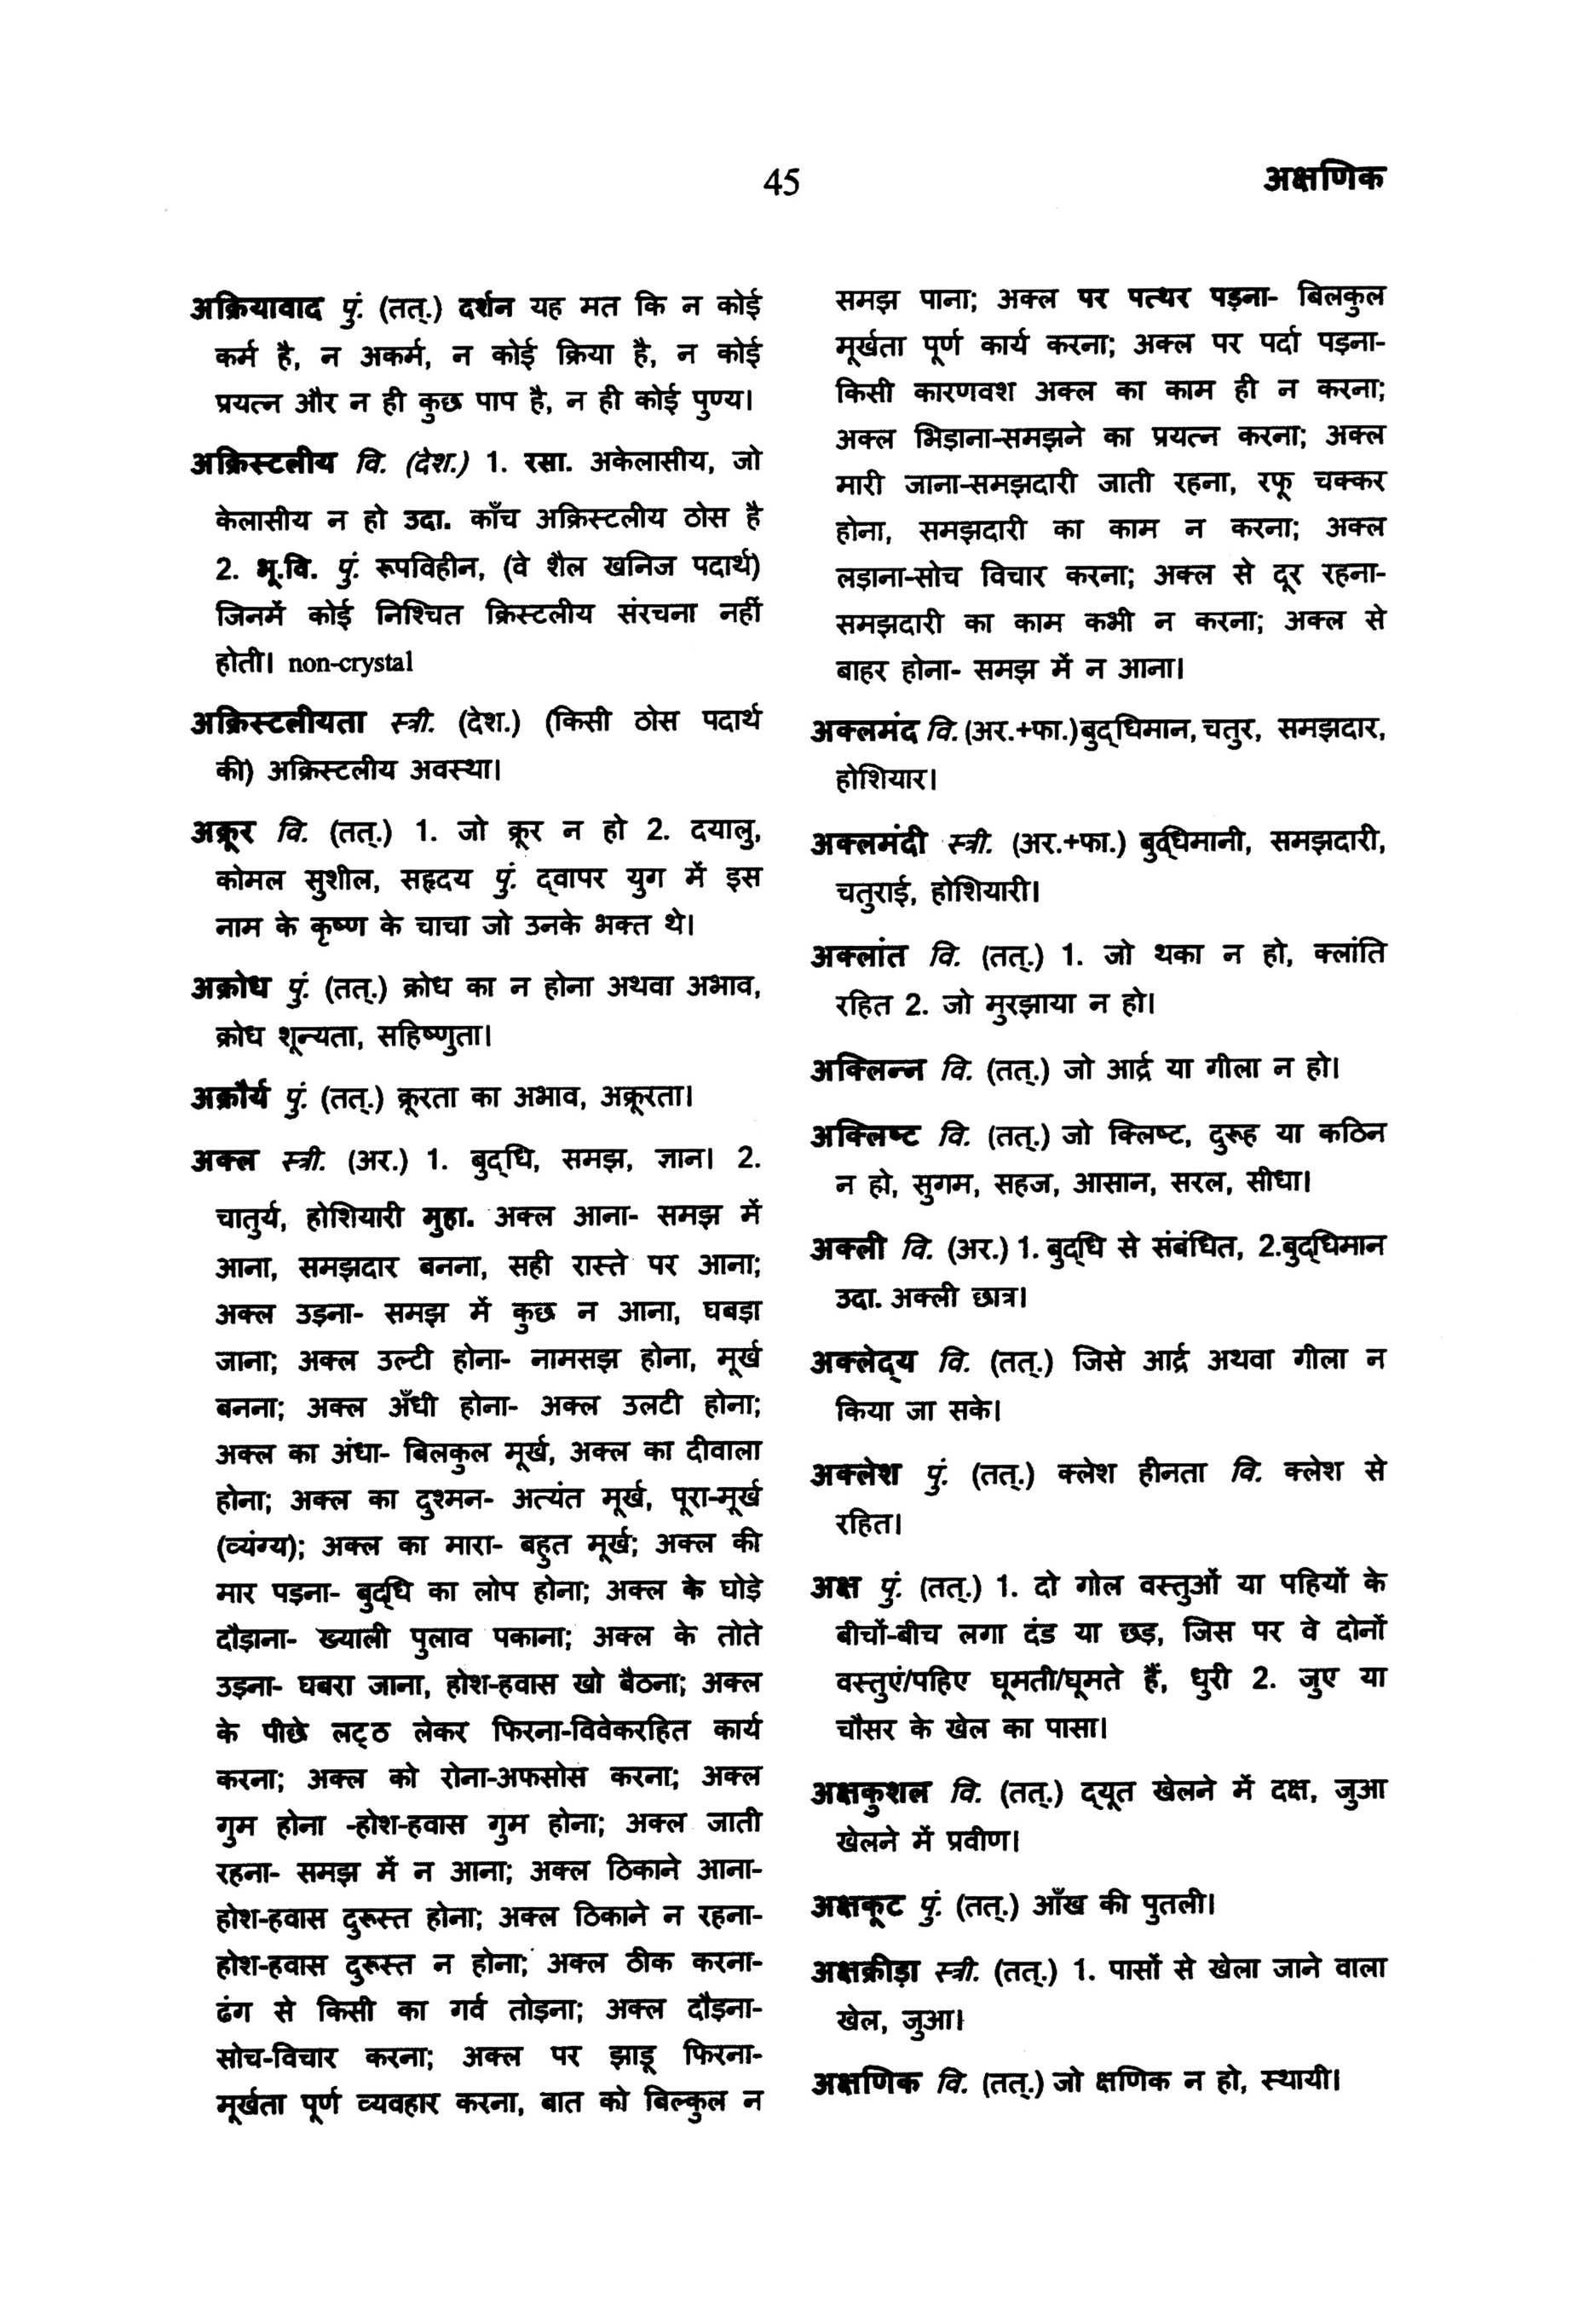 45
अक्षणिक
अक्रियावाद पुं. (तत्.) दर्शन यह मत कि न कोई
कर्म है, न अकर्म, न कोई क्रिया है, न कोई
प्रयत्न और न ही कुछ पाप है, न ही कोई पुण्य।
अक्रिस्टलीय वि. (देश.) 1. रसा. अकेलासीय, जो
केलासीय न हो उदा. काँच अक्रिस्टलीय ठोस है
2. भू.वि. पुं. रूपविहीन, (वे शैल खनिज पदार्थ)
जिनमें कोई निश्चित क्रिस्टलीय संरचना नहीं
होती। non-crystal
अक्रिस्टलीयता स्त्री. (देश.) (किसी ठोस पदार्थ
की) अक्रिस्टलीय अवस्था।
अक्रूर वि. (तत्.) 1. जो क्रूर न हो 2. दयालु,
कोमल सुशील, सहृदय पुं. द्वापर युग में इस
नाम के कृष्ण के चाचा जो उनके भक्त थे।
अक्रोध पुं. (तत्.) क्रोध का न होना अथवा अभाव,
क्रोध शून्यता, सहिष्णुता।
अक्रौर्य पुं. (तत्.) क्रूरता का अभाव, अक्रूरता।
अक्ल स्त्री. (अर.) 1. बुद्धि, समझ, ज्ञान। 2.
चातुर्य, होशियारी मुहा. अक्ल आना- समझ में
आना, समझदार बनना, सही रास्ते पर आना;
अक्ल उड़ना- समझ में कुछ न आना, घबड़ा
जाना; अक्ल उल्टी होना- नामसझ होना, मूर्ख
बनना; अक्ल अँधी होना- अक्ल उलटी होना;
अक्ल का अंधा- बिलकुल मूर्ख, अक्ल का दीवाला
होना; अक्ल का दुश्मन- अत्यंत मूर्ख, पूरा-मूर्ख
(व्यंग्य); अक्ल का मारा- बहुत मूर्ख; अक्ल की
मार पड़ना- बुद्धि का लोप होना; अक्ल के घोड़े
दौड़ाना- ख्याली पुलाव पकाना; अक्ल के तोते
उड़ना- घबरा जाना, होश-हवास खो बैठना; अक्ल
के पीछे लट्ठ लेकर फिरना-विवेकरहित कार्य
करना; अक्ल को रोना-अफसोस करना; अक्ल
गुम होना -होश-हवास गुम होना; अक्ल जाती
रहना- समझ में न आना; अक्ल ठिकाने आना-
होश-हवास दुरूस्त होना; अक्ल ठिकाने न रहना-
होश-हवास दुरूस्त न होना; अक्ल ठीक करना-
ढंग से किसी का गर्व तोड़ना; अक्ल दौड़ना-
सोच-विचार करना; अक्ल पर झाडू फिरना-
मूर्खता पूर्ण व्यवहार करना, बात को बिल्कुल न
समझ पाना; अक्ल पर पत्थर पड़ना- बिलकुल
मूर्खता पूर्ण कार्य करना; अक्ल पर पर्दा पड़ना-
किसी कारणवश अक्ल का काम ही न करना;
अक्ल भिड़ाना-समझने का प्रयत्न करना; अक्ल
मारी जाना-समझदारी जाती रहना, रफू चक्कर
होना, समझदारी का काम न करना; अक्ल
लड़ाना-सोच विचार करना; अक्ल से दूर रहना-
समझदारी का काम कभी न करना; अक्ल से
बाहर होना- समझ में न आना।
अक्लमंद वि. (अर.+फा.)बुद्धिमान, चतुर, समझदार,
होशियार।
अक्लमंदी स्त्री. (अर.+फा.) बुद्धिमानी, समझदारी,
चतुराई, होशियारी।
अक्लांत वि. (तत्.) 1. जो थका न हो, क्लांति
रहित 2. जो मुरझाया न हो।
अक्लिन्न वि. (तत्.) जो आर्द्र या गीला न हो।
अक्लिष्ट वि. (तत्.) जो क्लिष्ट, दुरूह या कठिन
न हो, सुगम, सहज, आसान, सरल, सीधा।
अक्ली वि. (अर.) 1. बुद्धि से संबंधित, 2.बुद्धिमान
उदा. अक्ली छात्र।
अक्लेद्य वि. (तत्.) जिसे आर्द्र अथवा गीला न
किया जा सके।
अक्लेश पुं. (तत्.) क्लेश हीनता वि. क्लेश से
रहित।
अक्ष पुं. (तत्.) 1. दो गोल वस्तुओं या पहियों के
बीचों-बीच लगा दंड या छड़, जिस पर वे दोनों
वस्तुएं/पहिए घूमती/घूमते हैं, धुरी 2. जुए या
चौसर के खेल का पासा।
अक्षकुशल वि. (तत्.) द्यूत खेलने में दक्ष, जुआ
खेलने में प्रवीण।
अक्षकूट पुं. (तत्.) आँख की पुतली।
अक्षक्रीड़ा स्त्री. (तत्.) 1. पासों से खेला जाने वाला
खेल, जुआ।
अक्षणिक वि. (तत्.) जो क्षणिक न हो, स्थायी।